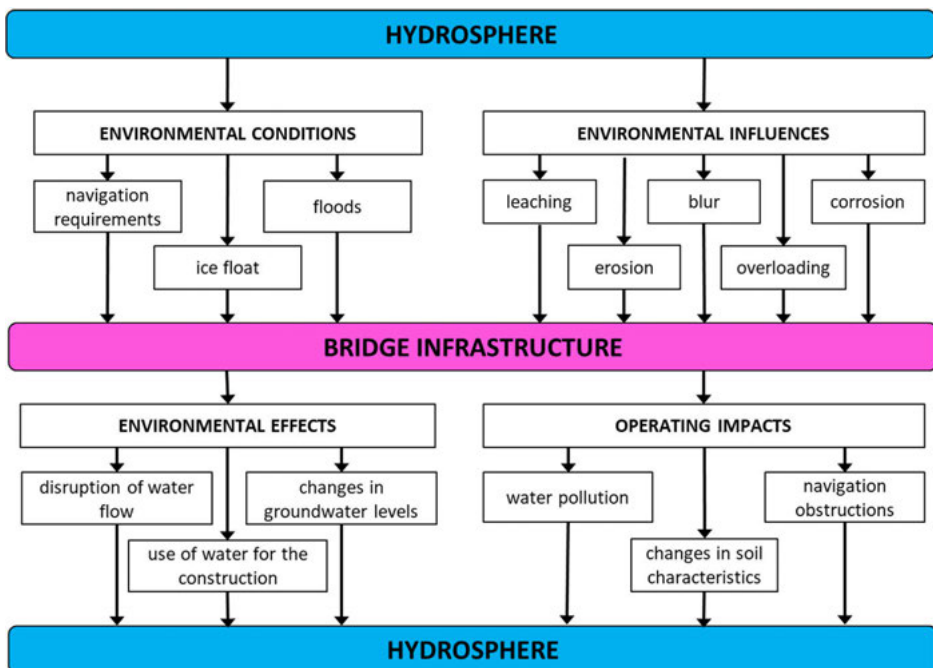 HYDROSPHERE
ENVIRONMENTAL CONDITIONS
navigation
requirements
ice float
floods
ENVIRONMENTAL INFLUENCES
leaching
erosion
blur
overloading
corrosion
BRIDGE INFRASTRUCTURE
ENVIRONMENTAL EFFECTS
disruption of water
flow
use of water for the
construction
changes in
groundwater levels
OPERATING IMPACTS
water pollution
changes in soil
characteristics
navigation
obstructions
HYDROSPHERE